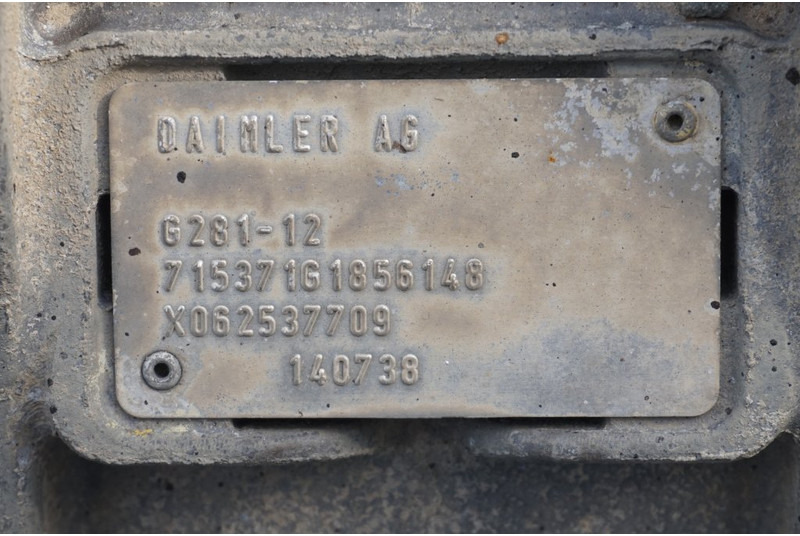 DAIMLER AG
G281-12
715371G1856148
X062537709
140738